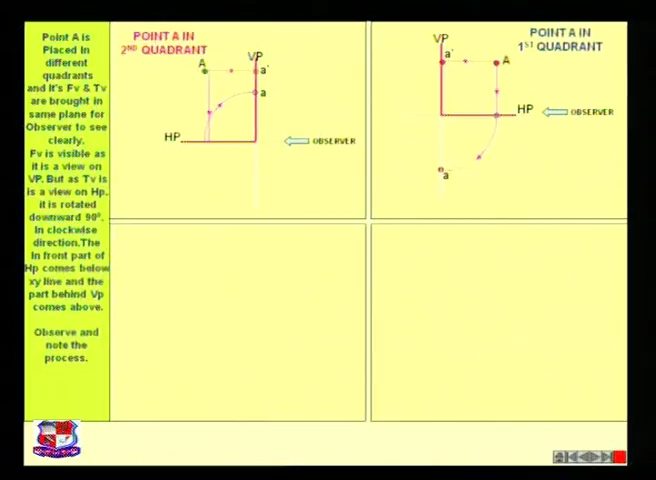 Point A is
Placed In
different
quadrants
and it's Fv & Tv
are brought in
same plane for
Observer to see
clearly.
Fv is visible as
it is a view on
VP. But as Tv is
is a view on Hp,
it is rotated
downward 90⁰.
In clockwise
direction.The
In front part of
Hp comes below
xy line and the
part behind Vp
comes above.
Observe and
note the
process.
POINT A IN
2ND QUADRANT
VP
A
a'
a
HP
OBSERVER
POINT A IN
1ST QUADRANT
VP
a'
A
HP
OBSERVER
a